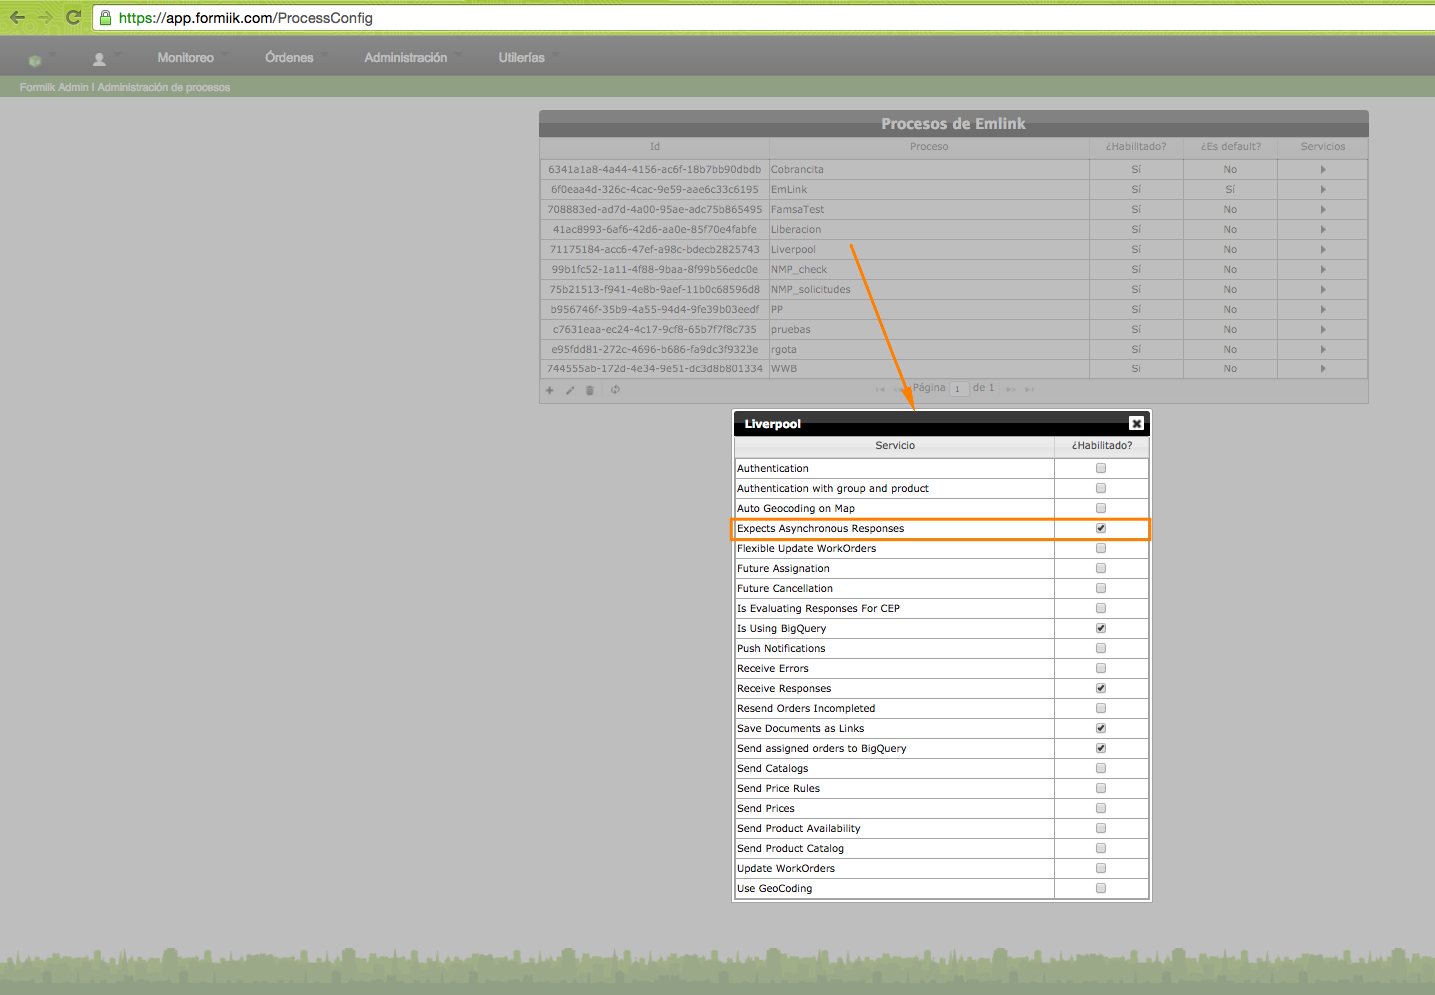 https://app.formiik.com/ProcessConfig
Monitoreo Órdenes Administración Utilerías
Formiik Admin | Administración de procesos
Procesos de Emlink
Id Proceso ¿Habilitado? ¿Es default? Servicios
6341a1a8-4a44-4156-ac6f-18b7bb90dbdb Cobrancita Sí No
6f0eaa4d-326c-4cac-9e59-aae6c33c6195 EmLink Sí Sí
708883ed-ad7d-4a00-95ae-adc75b865495 FamsaTest Sí No
41ac8993-6af6-42d6-aa0e-85f70e4fabfe Liberacion Sí No
71175184-acc6-47ef-a98c-bdecb2825743 Liverpool Sí No
99b1fc52-1a11-4f88-9baa-8f99b56edc0e NMP_check Sí No
75b21513-f941-4e8b-9aef-11b0c68596d8 NMP_solicitudes Sí No
b956746f-35b9-4a55-94d4-9fe39b03eedf PP Sí No
c7631eaa-ec24-4c17-9cf8-65b7f7f8c735 pruebas Sí No
e95fdd81-272c-4696-b686-fa9dc3f9323e rgota Sí No
744555ab-172d-4e34-9e51-dc3d8b801334 WWB Sí No
Página 1 de 1
Liverpool
Servicio ¿Habilitado?
Authentication
Authentication with group and product
Auto Geocoding on Map
Expects Asynchronous Responses
Flexible Update WorkOrders
Future Assignation
Future Cancellation
Is Evaluating Responses For CEP
Is Using BigQuery
Push Notifications
Receive Errors
Receive Responses
Resend Orders Incompleted
Save Documents as Links
Send assigned orders to BigQuery
Send Catalogs
Send Price Rules
Send Prices
Send Product Availability
Send Product Catalog
Update WorkOrders
Use GeoCoding